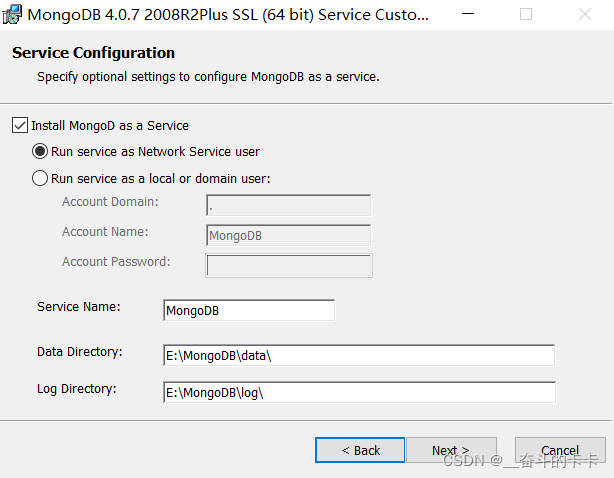 MongoDB 4.0.7 2008R2Plus SSL (64 bit) Service Custo...
Service Configuration
Specify optional settings to configure MongoDB as a service.
Install MongoD as a Service
Run service as Network Service user
Run service as a local or domain user:
Account Domain:
.
Account Name:
MongoDB
Account Password:
Service Name:
MongoDB
Data Directory:
E:\MongoDB\data\
Log Directory:
E:\MongoDB\log\
< Back
Next >
Cancel
CSDN @__奋斗的卡卡